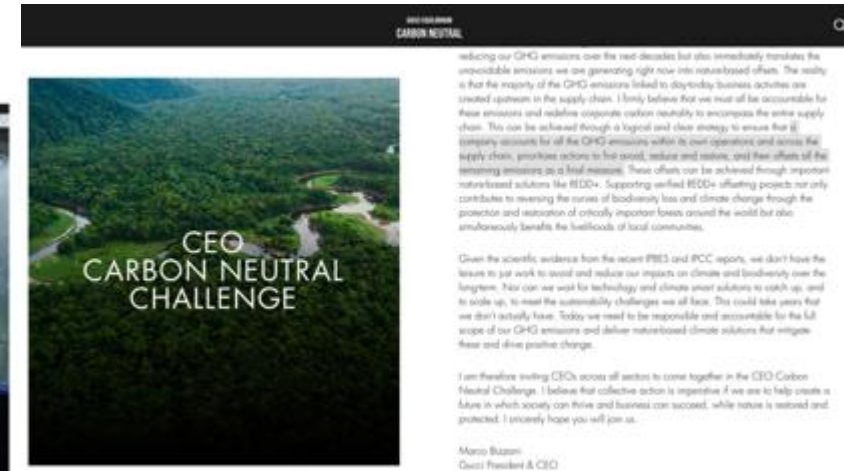 CARBON NEUTRAL
CEO
CARBON NEUTRAL
CHALLENGE
reducing our GHG emissions over the next decades but also immediately translates the
unavoidable emissions we are generating right now into nature-based offsets. The reality
is that the majority of the GHG emissions linked to day-to-day business activities are
created upstream in the supply chain. I firmly believe that we must all be accountable for
these emissions and redefine corporate carbon neutrality to encompass the entire supply
chain. This can be achieved through a logical and clear strategy to ensure that a
company accounts for all the GHG emissions within its own operations and across the
supply chain, prioritizes actions to first avoid, reduce and restore, and then offsets all the
remaining emissions as a final measure. These offsets can be achieved through important
nature-based solutions like REDD+. Supporting verified REDD+ offsetting projects not only
contributes to reversing the curves of biodiversity loss and climate change through the
protection and restoration of critically important forests around the world but also
simultaneously benefits the livelihoods of local communities.
Given the scientific evidence from the recent IPBES and IPCC reports, we don't have the
leisure to just work to avoid and reduce our impacts on climate and biodiversity over the
long-term. Nor can we wait for technology and climate smart solutions to catch up, and
to scale up, to meet the sustainability challenges we all face. This could take years that
we don't actually have. Today we need to be responsible and accountable for the full
scope of our GHG emissions and deliver nature-based climate solutions that mitigate
these and drive positive change.
I am therefore inviting CEOs across all sectors to come together in the CEO Carbon
Neutral Challenge. I believe that collective action is imperative if we are to help create a
future in which society can thrive and business can succeed, while nature is restored and
protected. I sincerely hope you will join us.
Marco Bizzarri
Gucci President & CEO